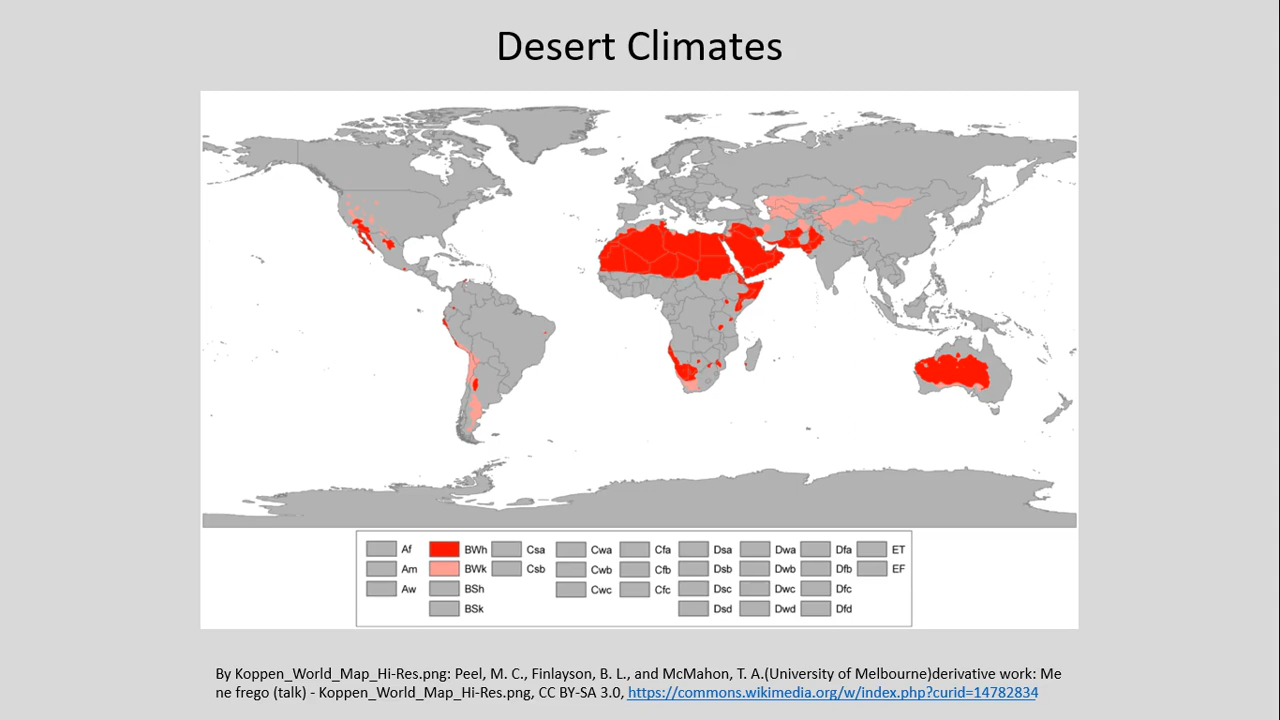 Desert Climates
Af BWh Csa Cwa Cfa Dsa Dwa Dfa ET
Am BWk Csb Cwb Cfb Dsb Dwb Dfb EF
Aw BSh Cwc Cfc Dsc Dwc Dfc
BSk Dsd Dwd Dfd
By Koppen_World_Map_Hi-Res.png: Peel, M. C., Finlayson, B. L., and McMahon, T. A.(University of Melbourne)derivative work: Me
ne frego (talk) - Koppen_World_Map_Hi-Res.png, CC BY-SA 3.0, https://commons.wikimedia.org/w/index.php?curid=14782834